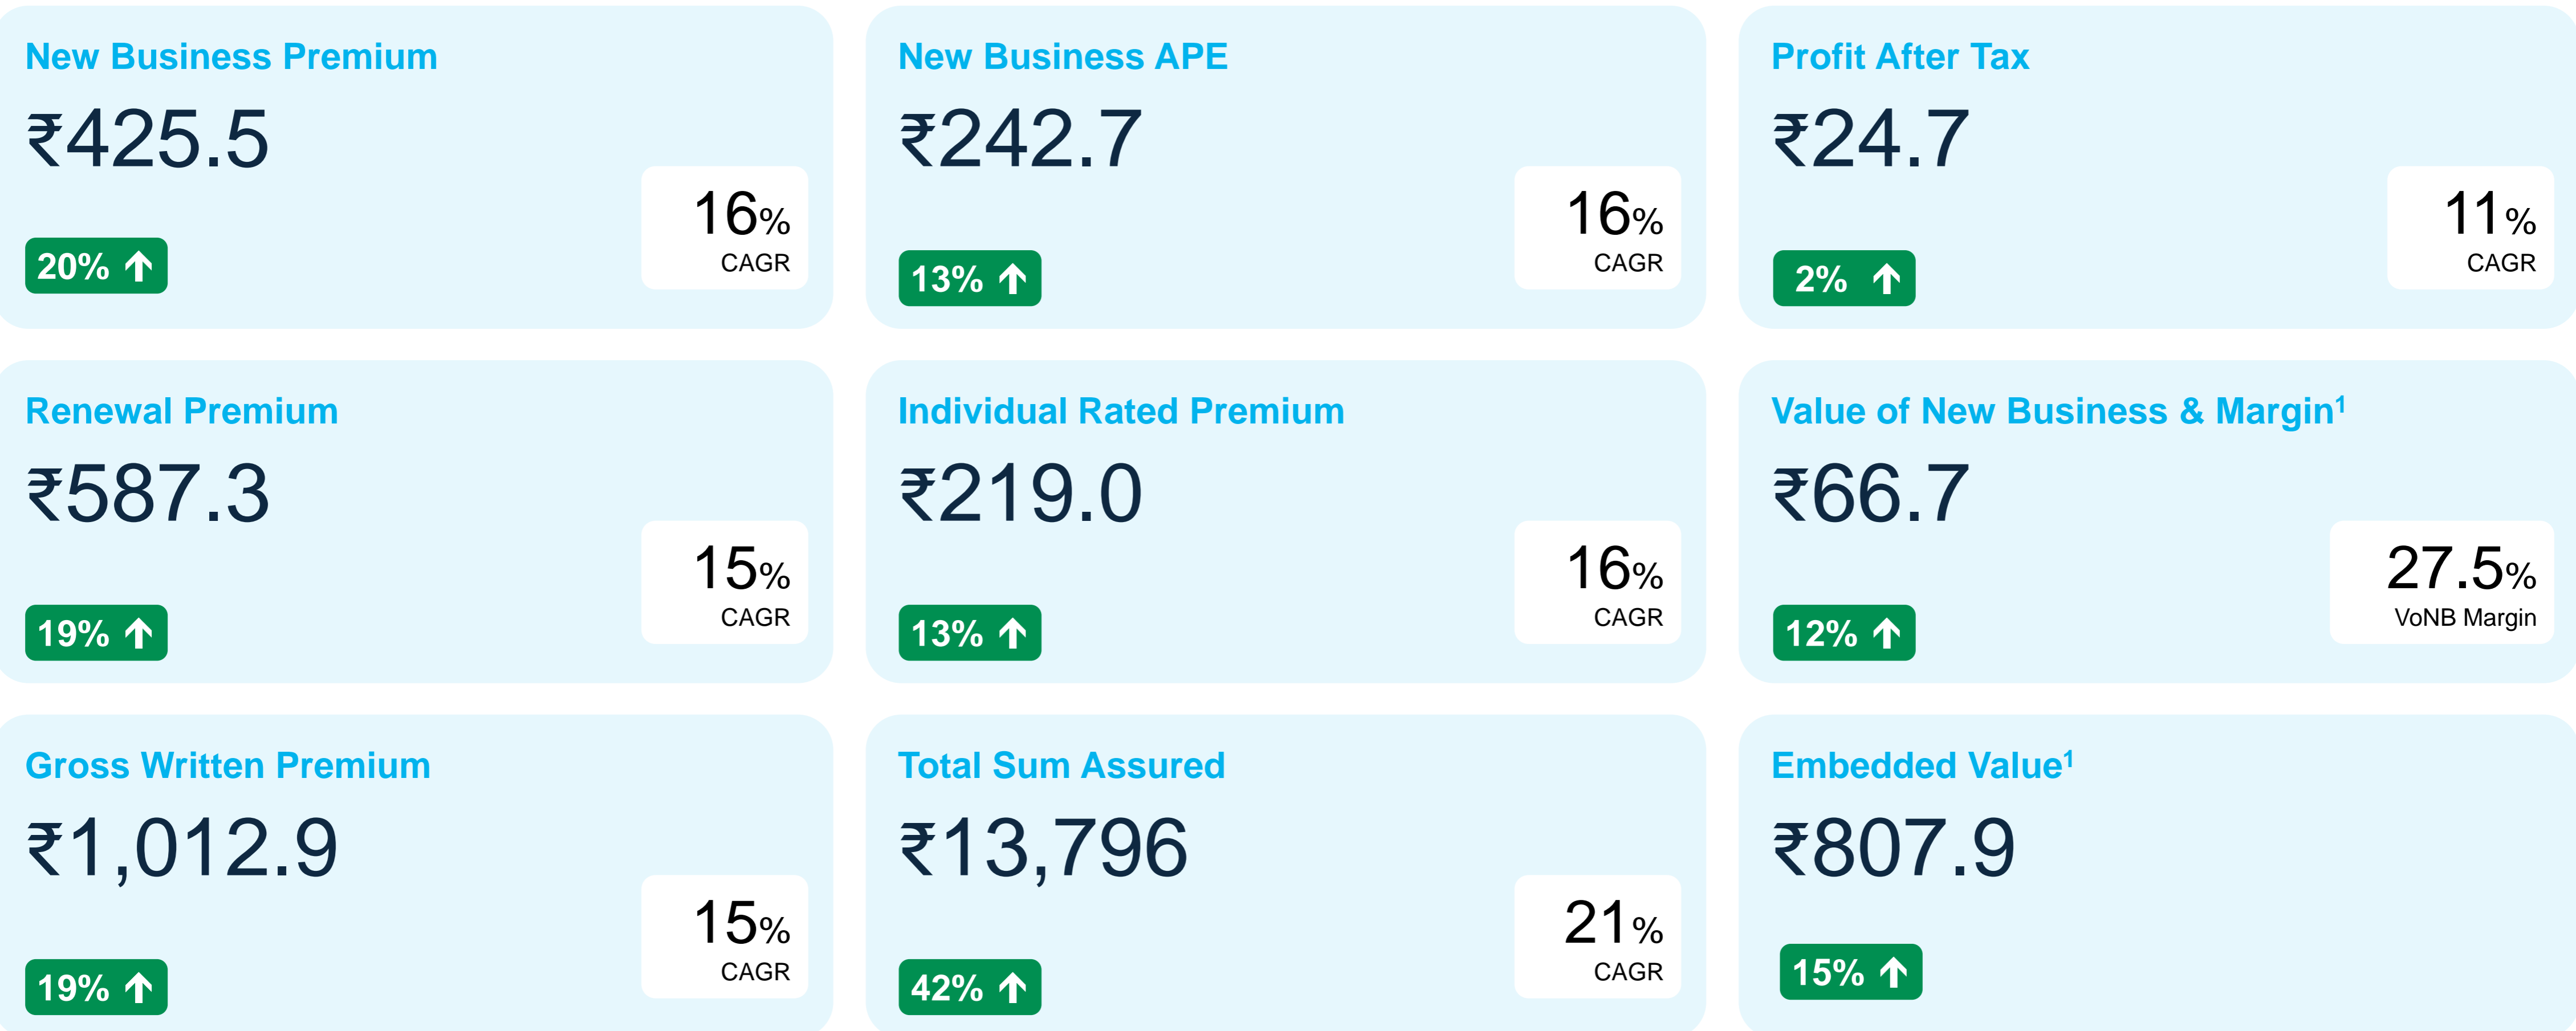 New Business Premium
₹425.5
16%
CAGR
20%
New Business APE
₹242.7
16%
CAGR
13%
Profit After Tax
₹24.7
11%
CAGR
2%
Renewal Premium
₹587.3
15%
CAGR
19%
Individual Rated Premium
₹219.0
16%
CAGR
13%
Value of New Business & Margin¹
₹66.7
27.5%
VoNB Margin
12%
Gross Written Premium
₹1,012.9
15%
CAGR
19%
Total Sum Assured
₹13,796
21%
CAGR
42%
Embedded Value¹
₹807.9
15%